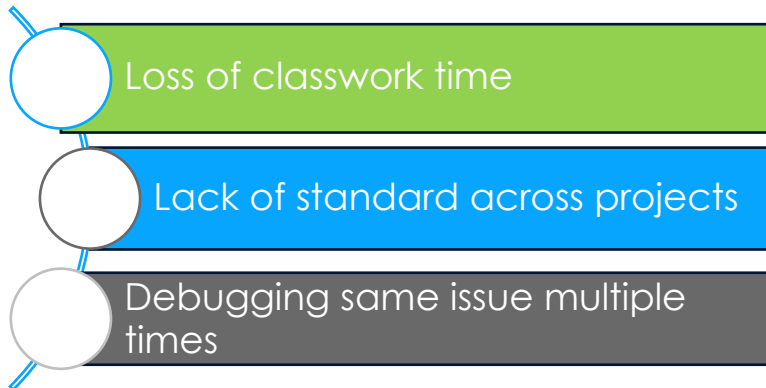 Loss of classwork time
Lack of standard across projects
Debugging same issue multiple
times